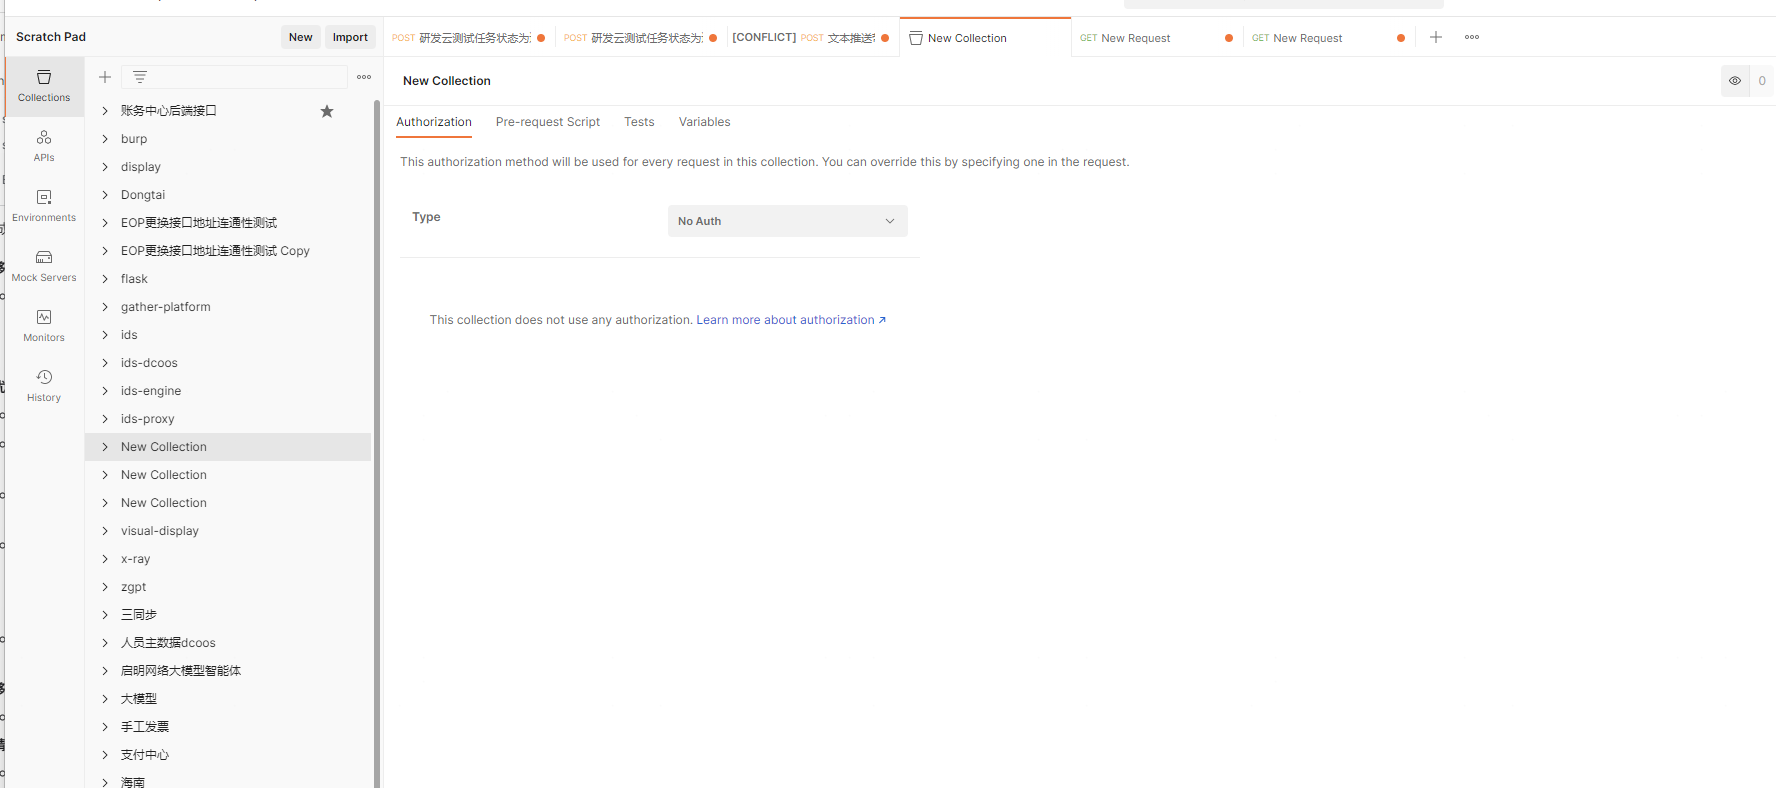 Scratch Pad
New
Import
POST 研发云测试任务状态为
POST 研发云测试任务状态为
[CONFLICT] POST 文本推送
New Collection
GET New Request
GET New Request
New Collection
0
Collections
APIs
Environments
Mock Servers
Monitors
History
账务中心后端接口
burp
display
Dongtai
EOP更换接口地址连通性测试
EOP更换接口地址连通性测试 Copy
flask
gather-platform
ids
ids-dcoos
ids-engine
ids-proxy
New Collection
New Collection
New Collection
visual-display
x-ray
zgpt
三同步
人员主数据dcoos
启明网络大模型智能体
大模型
手工发票
支付中心
海南
Authorization
Pre-request Script
Tests
Variables
This authorization method will be used for every request in this collection. You can override this by specifying one in the request.
Type
No Auth
This collection does not use any authorization. Learn more about authorization ↗